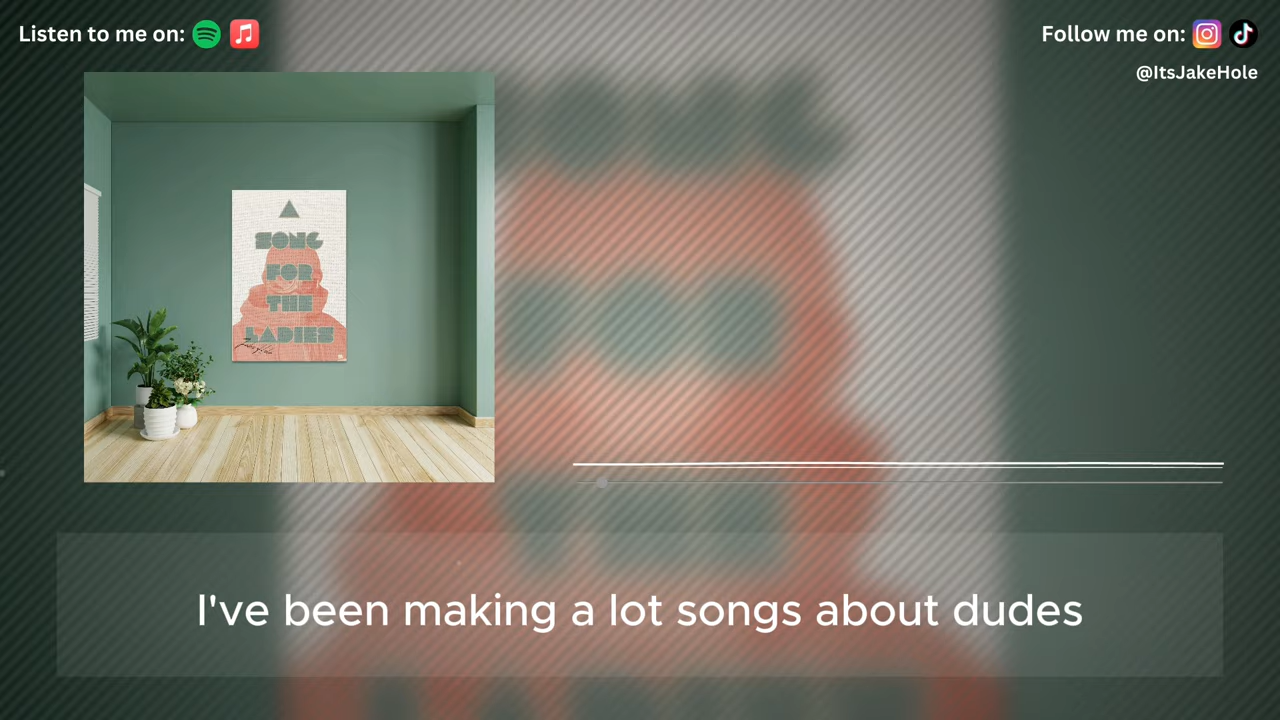 Listen to me on:
Follow me on:
@ItsJakeHole
A
SONG
FOR
THE
LADIES
I've been making a lot songs about dudes